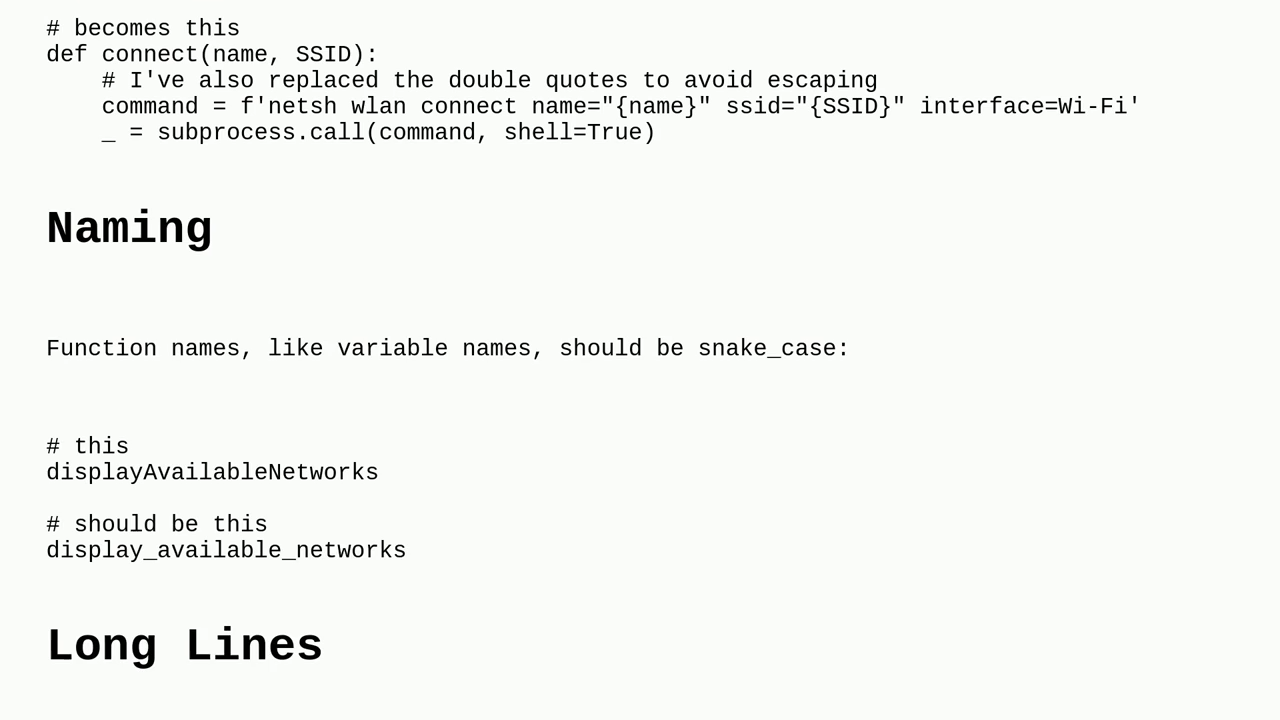 # becomes this
def connect(name, SSID):
    # I've also replaced the double quotes to avoid escaping
    command = f'netsh wlan connect name="{name}" ssid="{SSID}" interface=Wi-Fi'
    _ = subprocess.call(command, shell=True)
Naming
Function names, like variable names, should be snake_case:
# this
displayAvailableNetworks
# should be this
display_available_networks
Long Lines